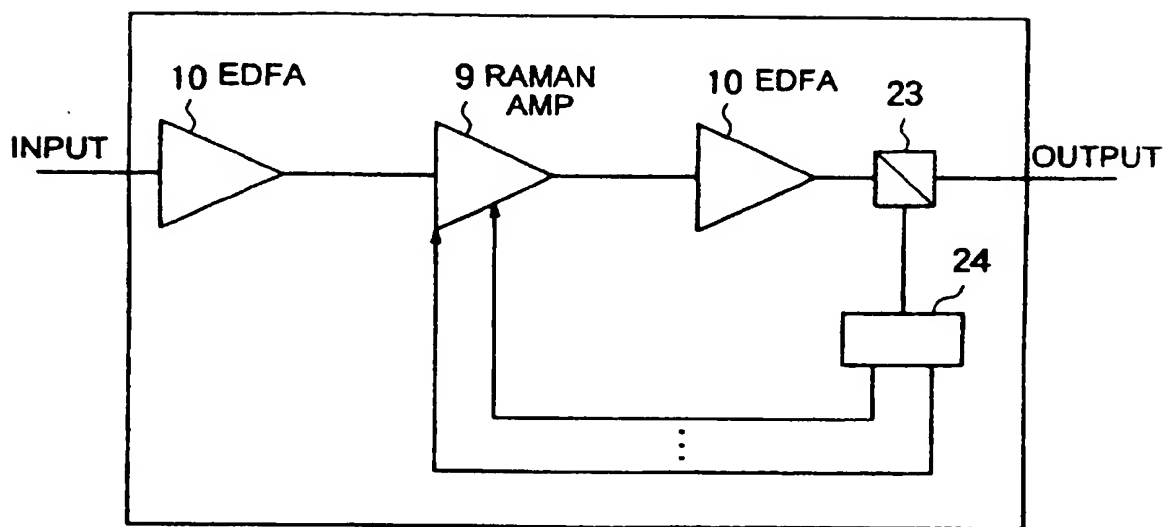 10 EDFA
9 RAMAN
AMP
10 EDFA
23
INPUT
OUTPUT
24